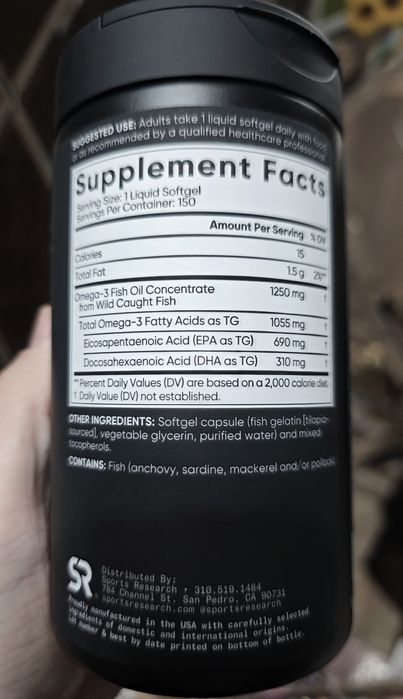 SUGGESTED USE: Adults take 1 liquid softgel daily with food
or as recommended by a qualified healthcare professional.
Supplement Facts
Serving Size: 1 Liquid Softgel
Servings Per Container: 150
Amount Per Serving % DV
Calories 15
Total Fat 1.5 g 2%**
Omega-3 Fish Oil Concentrate
from Wild Caught Fish 1250 mg †
Total Omega-3 Fatty Acids as TG 1055 mg †
Eicosapentaenoic Acid (EPA as TG) 690 mg †
Docosahexaenoic Acid (DHA as TG) 310 mg †
** Percent Daily Values (DV) are based on a 2,000 calorie diet.
† Daily Value (DV) not established.
OTHER INGREDIENTS: Softgel capsule (fish gelatin [tilapia-
sourced], vegetable glycerin, purified water) and mixed
tocopherols.
CONTAINS: Fish (anchovy, sardine, mackerel and/or pollock)
SR
Distributed By:
Sports Research • 310.519.1484
784 Channel St. San Pedro, CA 90731
sportsresearch.com @sportsresearch
Proudly manufactured in the USA with carefully selected
ingredients of domestic and international origins.
Lot number & best by date printed on bottom of bottle.